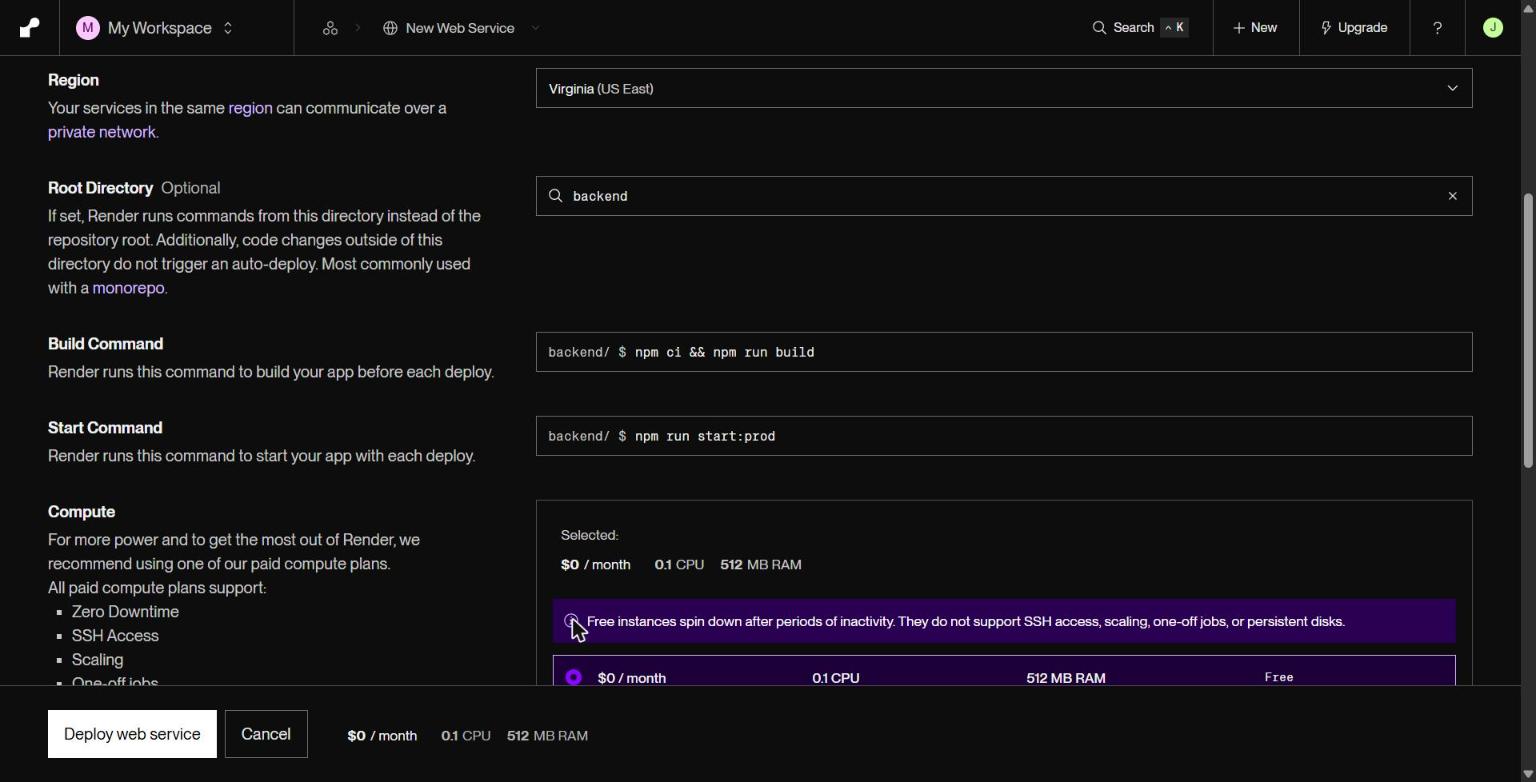 M My Workspace New Web Service Search ^ K + New Upgrade ? J
Region
Your services in the same region can communicate over a
private network.
Virginia (US East)
Root Directory Optional
If set, Render runs commands from this directory instead of the
repository root. Additionally, code changes outside of this
directory do not trigger an auto-deploy. Most commonly used
with a monorepo.
backend
Build Command
Render runs this command to build your app before each deploy.
backend/ $ npm ci && npm run build
Start Command
Render runs this command to start your app with each deploy.
backend/ $ npm run start:prod
Compute
For more power and to get the most out of Render, we
recommend using one of our paid compute plans.
All paid compute plans support:
▪ Zero Downtime
▪ SSH Access
▪ Scaling
▪ One-off jobs
Selected:
$0 / month 0.1 CPU 512 MB RAM
Free instances spin down after periods of inactivity. They do not support SSH access, scaling, one-off jobs, or persistent disks.
$0 / month 0.1 CPU 512 MB RAM Free
Deploy web service Cancel $0 / month 0.1 CPU 512 MB RAM